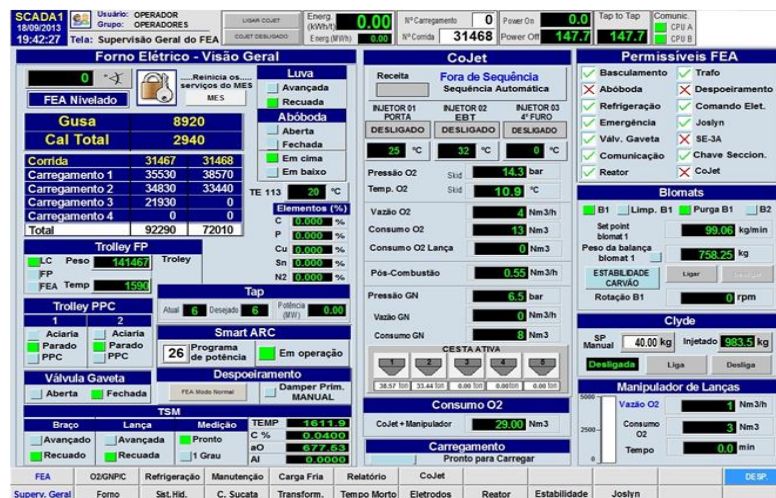 SCADA1
18/09/2013
19:42:27
Usuário: OPERADOR
Grupo: OPERADORES
Tela: Supervisão Geral do FEA
LIGAR COJET
COJET DESLIGADO
Energ. (kWh/t) 0.00
Energ (MWh) 0.00
Nº Carregamento 0
Nº Corrida 31468
Power On 0.0
Power Off 147.7
Tap to Tap 147.7
Comunic.
CPU A
CPU B
Forno Elétrico - Visão Geral
0
FEA Nivelado
.....Reinicia os.....
serviços do MES
MES
Gusa 8920
Cal Total 2940
Corrida 31467 31468
Carregamento 1 35530 38570
Carregamento 2 34830 33440
Carregamento 3 21930 0
Carregamento 4 0 0
Total 92290 72010
Luva
Avançada
Recuada
Abóboda
Aberta
Fechada
Em cima
Em baixo
TE 113 20 ºC
Elementos (%)
C 0.000 %
P 0.000 %
Cu 0.000 %
Sn 0.000 %
N2 0.000 %
Trolley FP
LC Peso 141467 Troley
FP
FEA Temp 1590
Tap
Atual 6 Desejado 6 Potência (MW) 0.00
Trolley PPC
1 2
Aciaria Aciaria
Parado Parado
PPC PPC
Smart ARC
26 Programa de potência Em operação
Válvula Gaveta
Aberta Fechada
Despoeiramento
FEA Modo Normal
Damper Prim.
MANUAL
TSM
Braço Lança Medição
Avançado Avançada Pronto
Recuado Recuada 1 Grau
TEMP 1611.9
C % 0.0400
aO 677.53
Al 0.0000
CoJet
Receita
Fora de Sequência
Sequência Automática
INJETOR 01 INJETOR 02 INJETOR 03
PORTA EBT 4º FURO
DESLIGADO DESLIGADO DESLIGADO
25 ºC 32 ºC 0 ºC
Pressão O2 Skid 14.3 bar
Temp. O2 Skid 10.9 ºC
Vazão O2 4 Nm3/h
Consumo O2 13 Nm3
Consumo O2 Lança 0 Nm3
Pós-Combustão 0.55 Nm3/h
Pressão GN 6.5 bar
Vazão GN 0 Nm3/h
Consumo GN 8 Nm3
CESTA ATIVA
1 2 3 4 5
38.57 ton 33.44 ton 0.00 ton 0.00 ton 0.00 ton
Consumo O2
CoJet + Manipulador 29.00 Nm3
Carregamento
Pronto para Carregar
Permissíveis FEA
Basculamento Trafo
Abóboda Despoeiramento
Refrigeração Comando Elet.
Emergência Joslyn
Válv. Gaveta SE-3A
Comunicação Chave Seccion.
Reator CoJet
Blomats
B1 Limp. B1 Purga B1 B2
Set point
blomat 1 99.06 kg/min
Peso da balança
blomat 1 758.25 kg
ESTABILIDADE
CARVÃO
Ligar
Rotação B1 0 rpm
Clyde
SP Manual 40.00 kg Injetado 983.5 kg
Desligada Liga Desliga
Manipulador de Lanças
5000
2500
0
Vazão O2 1 Nm3/h
Consumo O2 3 Nm3
Tempo 0.0 min
FEA O2/GNP/C Refrigeração Manutenção Carga Fria Relatório CoJet DESP.
Superv. Geral Forno Sist. Hid. C. Sucata Transform. Tempo Morto Eletrodos Reator Estabilidade Joslyn